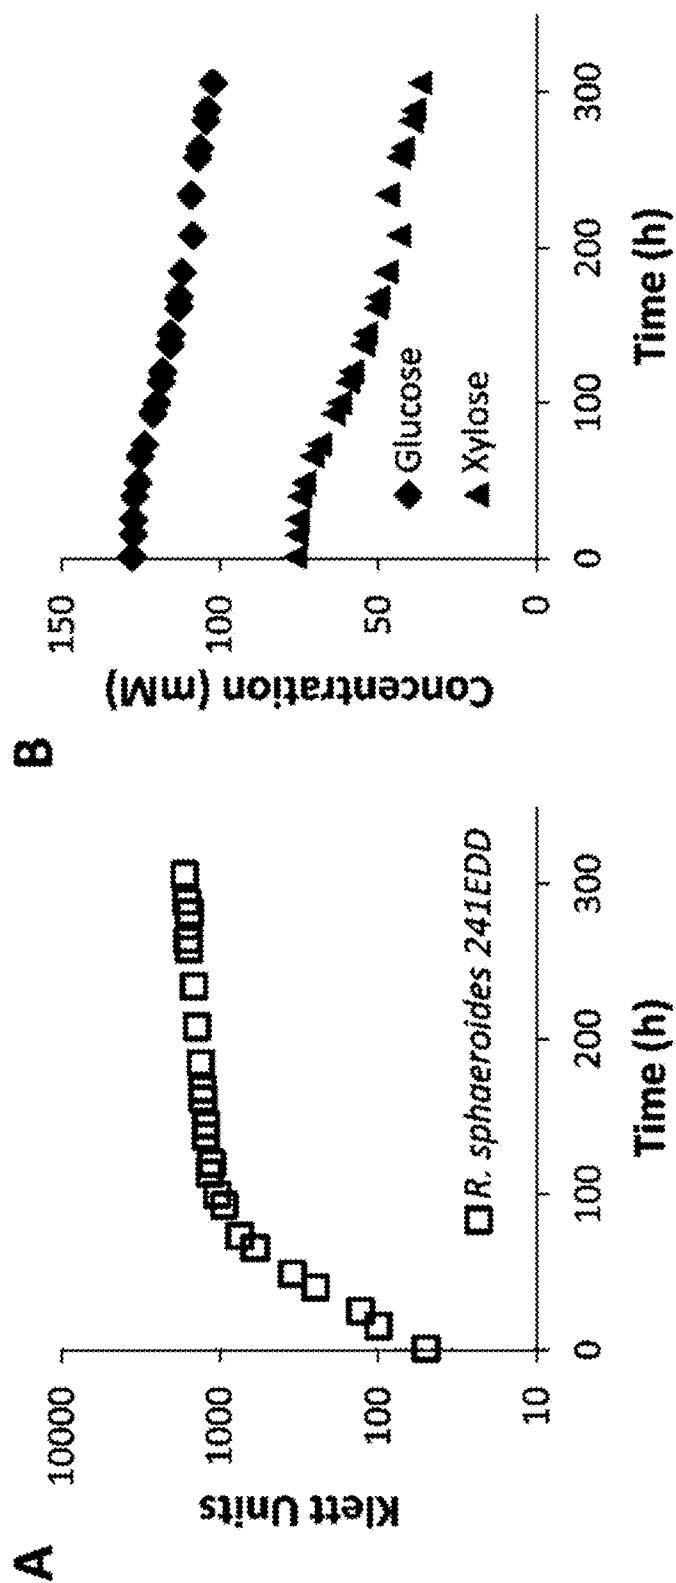 A
Klett Units
10000
1000
100
10
0
100
200
300
Time (h)
R. sphaeroides 241EDD
B
Concentration (mM)
150
100
50
0
0
100
200
300
Time (h)
Glucose
Xylose